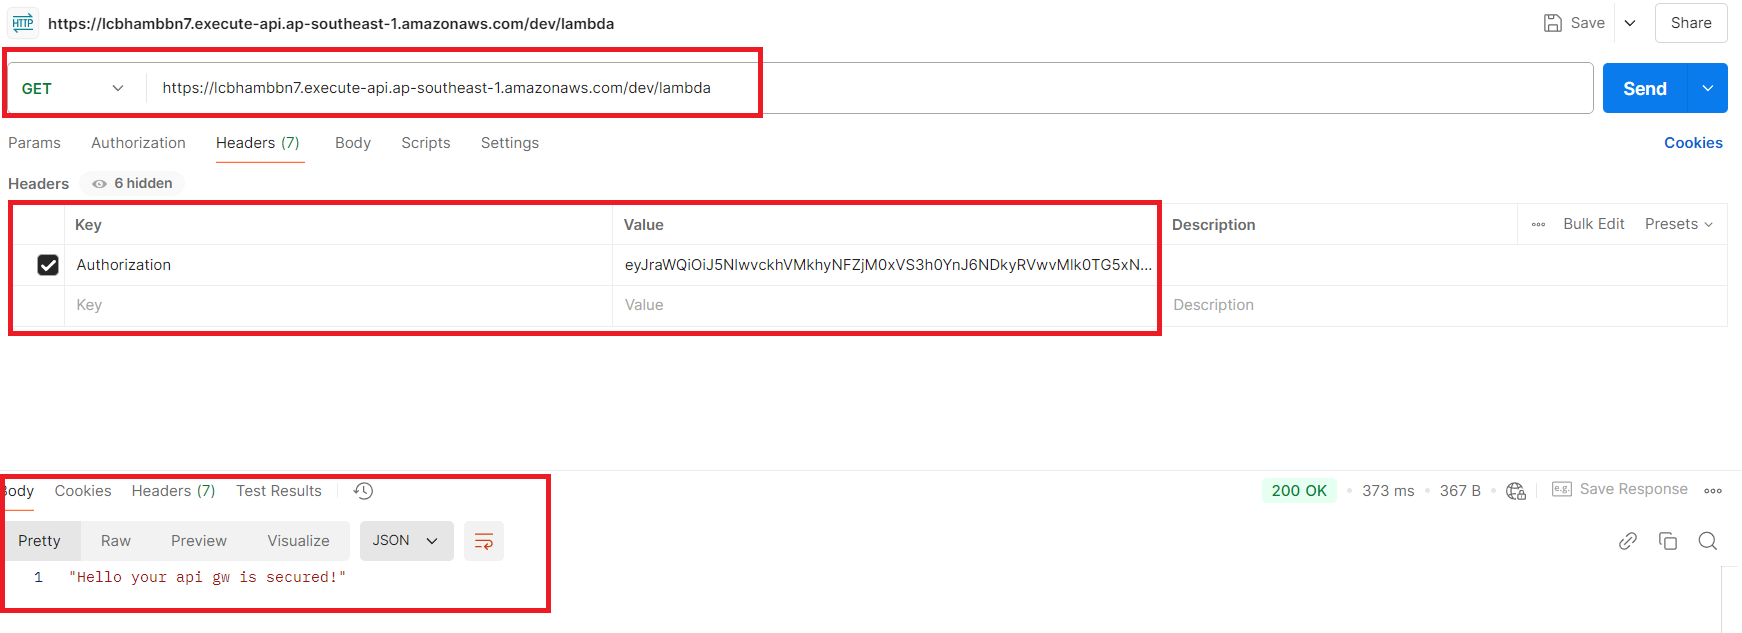 HTTP https://lcbhambbn7.execute-api.ap-southeast-1.amazonaws.com/dev/lambda Save Share
GET https://lcbhambbn7.execute-api.ap-southeast-1.amazonaws.com/dev/lambda Send
Params Authorization Headers (7) Body Scripts Settings Cookies
Headers 6 hidden
Key Value Description Bulk Edit Presets
Authorization eyJraWQiOiJ5NlwvckhVMkhyNFZjM0xVS3h0YnJ6NDkyRVwvMlk0TG5xN...
Key Value Description
Body Cookies Headers (7) Test Results 200 OK 373 ms 367 B e.g. Save Response
Pretty Raw Preview Visualize JSON
1 "Hello your api gw is secured!"